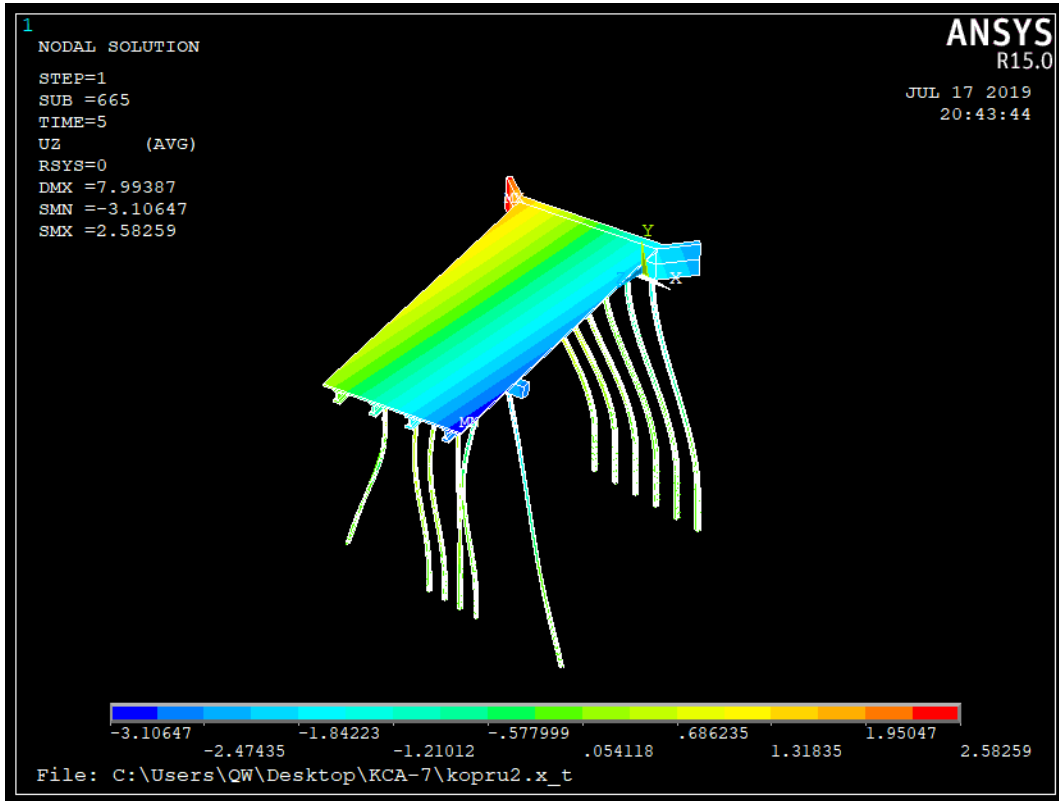 1
NODAL SOLUTION
STEP=1
SUB =665
TIME=5
UZ (AVG)
RSYS=0
DMX =7.99387
SMN =-3.10647
SMX =2.58259
ANSYS
R15.0
JUL 17 2019
20:43:44
MX
Y
X
MN
-3.10647 -1.84223 -.577999 .686235 1.95047
-2.47435 -1.21012 .054118 1.31835 2.58259
File: C:\Users\QW\Desktop\KCA-7\kopru2.x_t